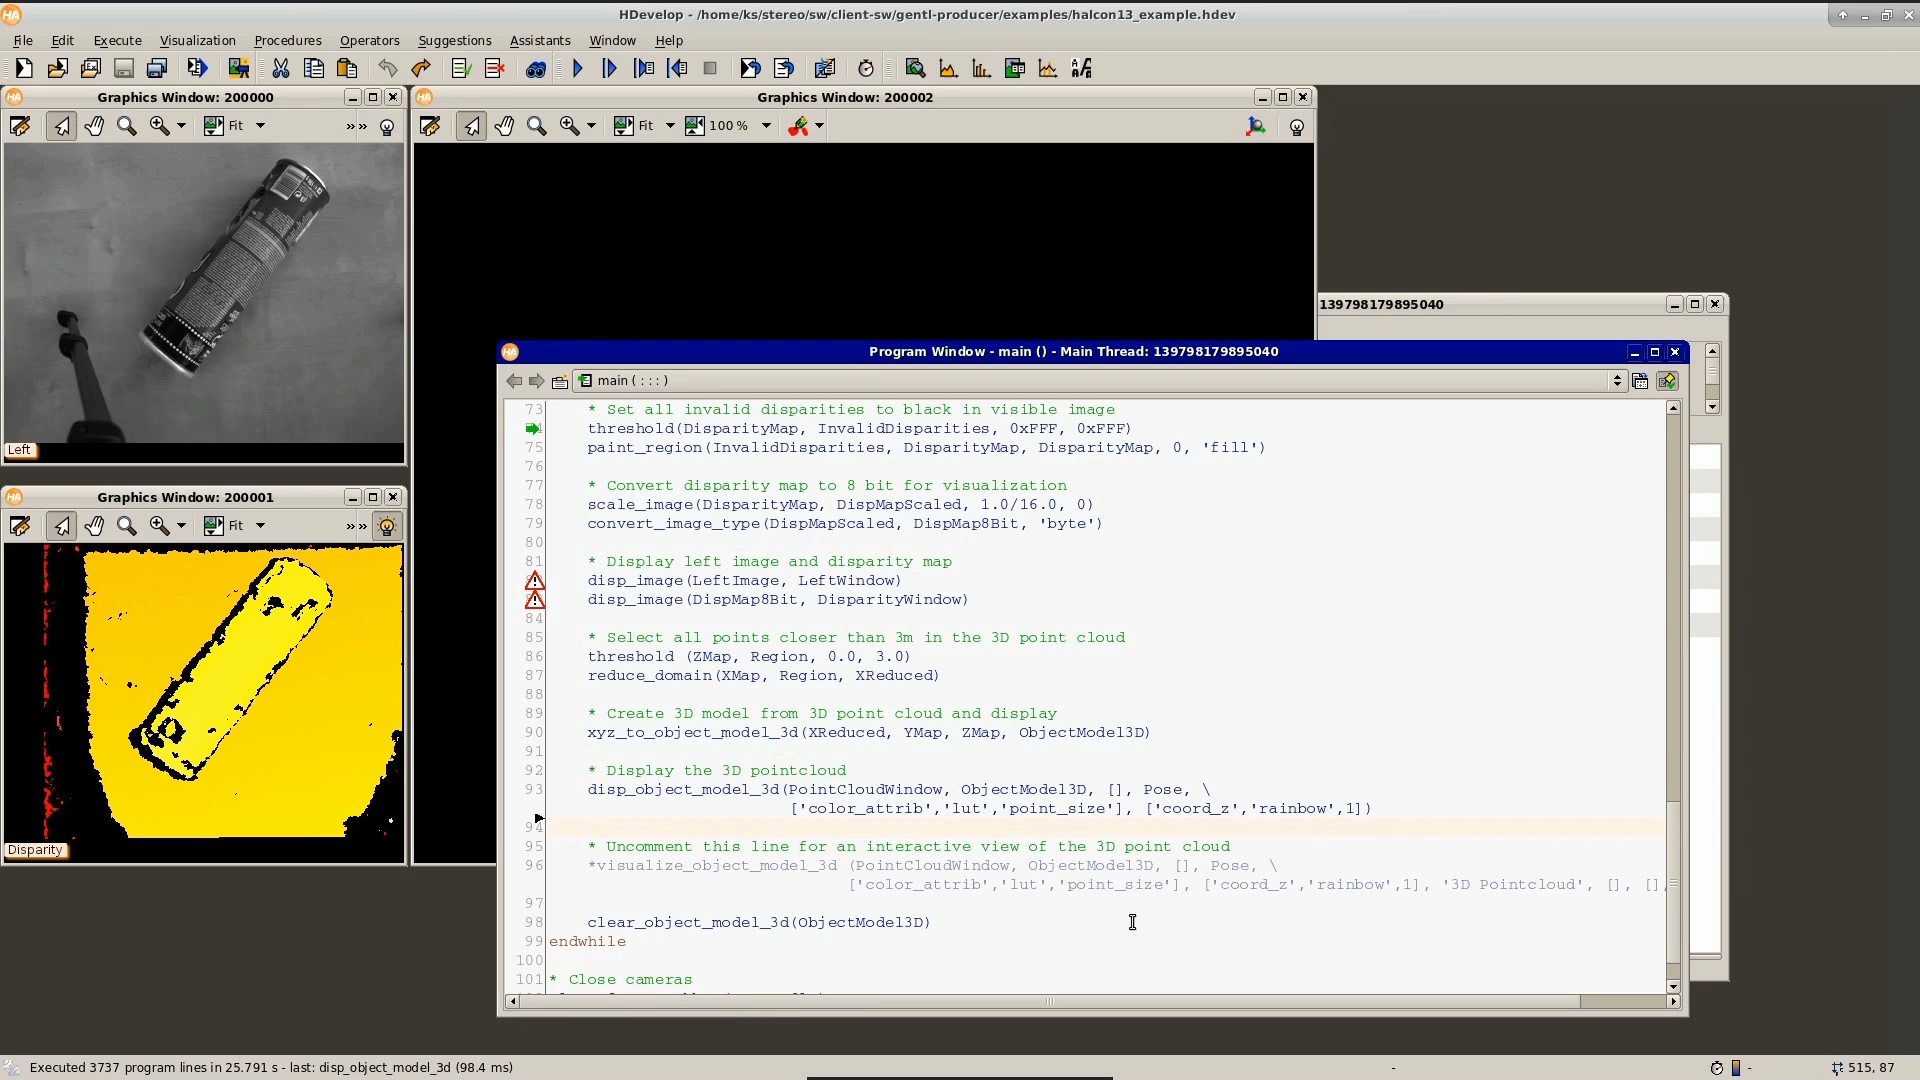 HDevelop - /home/ks/stereo/sw/client-sw/gentl-producer/examples/halcon13_example.hdev
File Edit Execute Visualization Procedures Operators Suggestions Assistants Window Help
Graphics Window: 200000
Fit
Left
Graphics Window: 200001
Fit
Disparity
Graphics Window: 200002
Fit 100 %
139798179895040
Program Window - main () - Main Thread: 139798179895040
main ( : : : )
73 * Set all invalid disparities to black in visible image
threshold(DisparityMap, InvalidDisparities, 0xFFF, 0xFFF)
75 paint_region(InvalidDisparities, DisparityMap, DisparityMap, 0, 'fill')
76
77 * Convert disparity map to 8 bit for visualization
78 scale_image(DisparityMap, DispMapScaled, 1.0/16.0, 0)
79 convert_image_type(DispMapScaled, DispMap8Bit, 'byte')
80
81 * Display left image and disparity map
disp_image(LeftImage, LeftWindow)
disp_image(DispMap8Bit, DisparityWindow)
84
85 * Select all points closer than 3m in the 3D point cloud
86 threshold (ZMap, Region, 0.0, 3.0)
87 reduce_domain(XMap, Region, XReduced)
88
89 * Create 3D model from 3D point cloud and display
90 xyz_to_object_model_3d(XReduced, YMap, ZMap, ObjectModel3D)
91
92 * Display the 3D pointcloud
93 disp_object_model_3d(PointCloudWindow, ObjectModel3D, [], Pose, \
['color_attrib','lut','point_size'], ['coord_z','rainbow',1])
94
95 * Uncomment this line for an interactive view of the 3D point cloud
96 *visualize_object_model_3d (PointCloudWindow, ObjectModel3D, [], Pose, \
['color_attrib','lut','point_size'], ['coord_z','rainbow',1], '3D Pointcloud', [], [],
97
98 clear_object_model_3d(ObjectModel3D)
99 endwhile
100
101 * Close cameras
Executed 3737 program lines in 25.791 s - last: disp_object_model_3d (98.4 ms)
-
-
515, 87